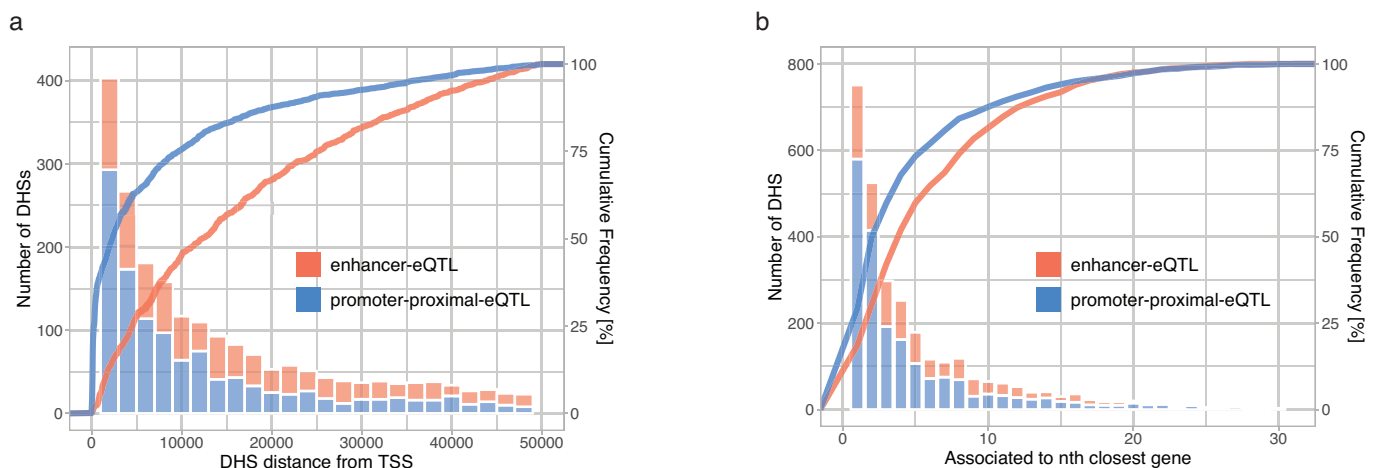 a
400
300
200
100
0
Number of DHSs
100
75
50
25
0
Cumulative Frequency [%]
enhancer-eQTL
promoter-proximal-eQTL
0 10000 20000 30000 40000 50000
DHS distance from TSS
b
800
600
400
200
0
Number of DHS
100
75
50
25
0
Cumulative Frequency [%]
enhancer-eQTL
promoter-proximal-eQTL
0 10 20 30
Associated to nth closest gene